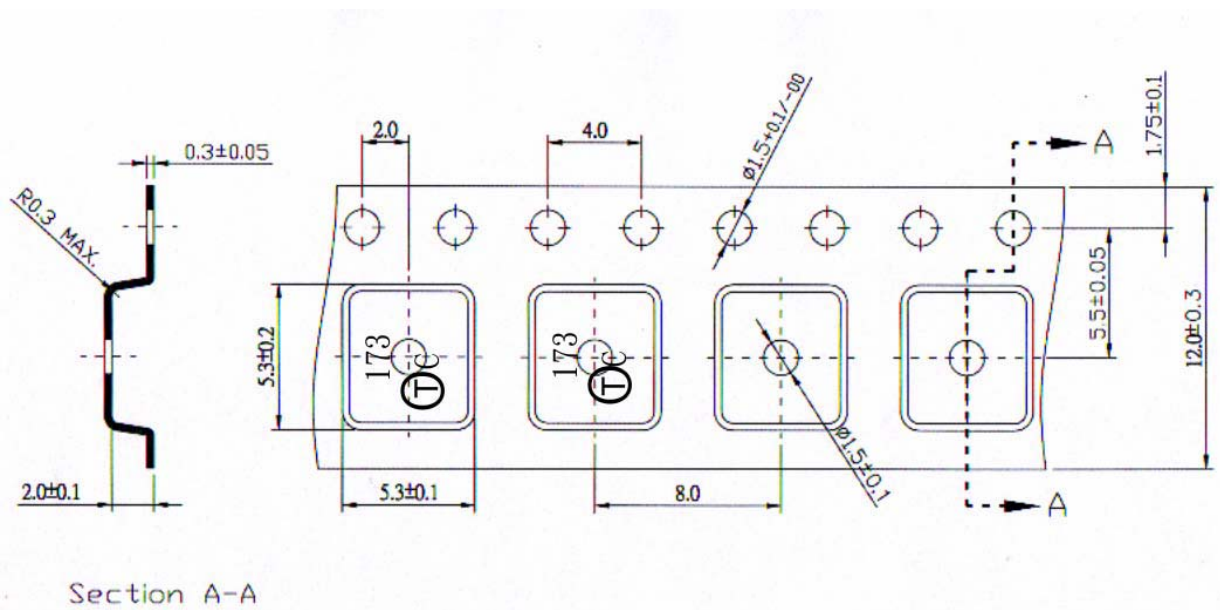 0.3±0.05
R0.3 MAX.
2.0±0.1
Section A-A
2.0
4.0
ø1.5+0.1/-00
A
1.75±0.1
5.3±0.2
173
T C
173
T C
5.5±0.05
12.0±0.3
5.3±0.1
8.0
ø1.5±0.1
A